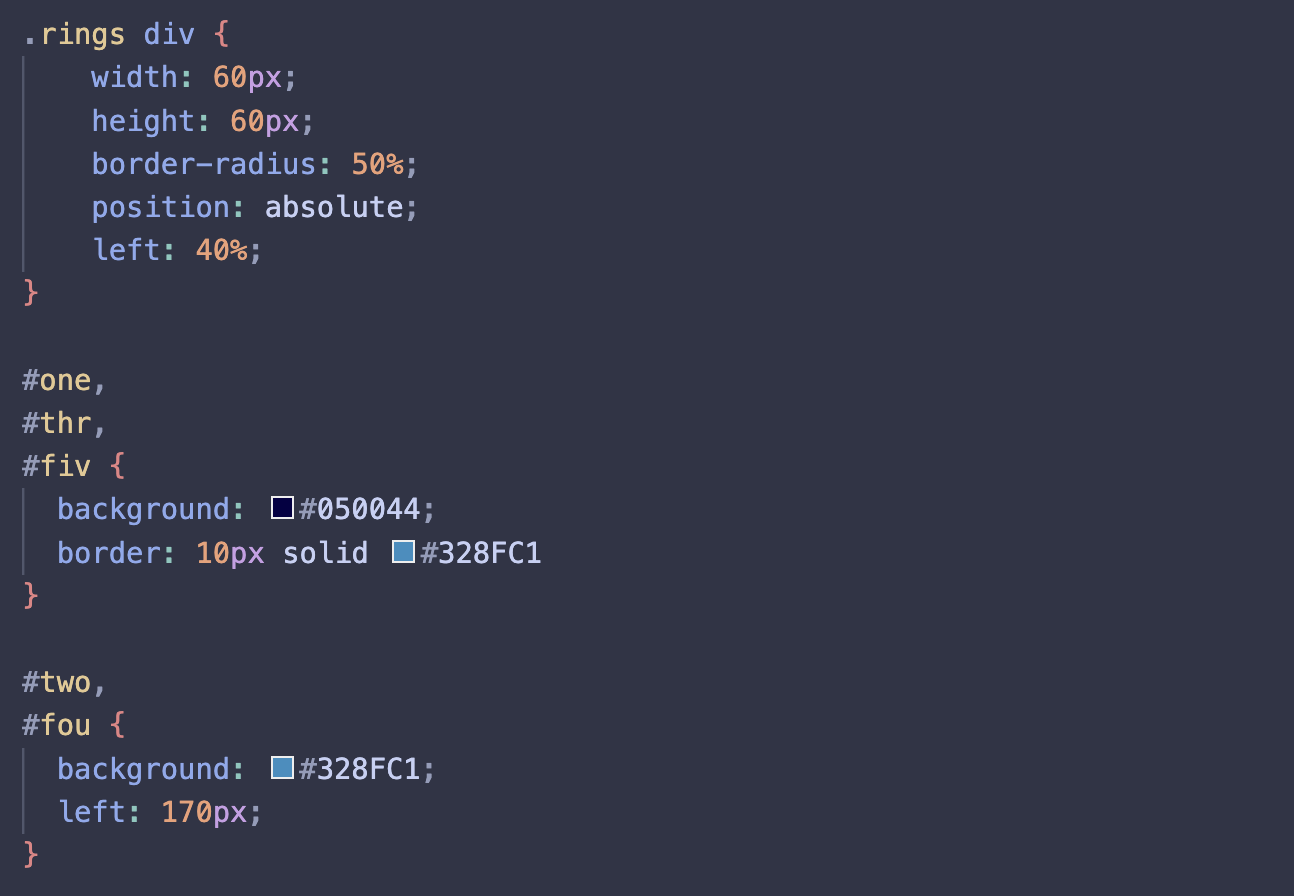 .rings div {
    width: 60px;
    height: 60px;
    border-radius: 50%;
    position: absolute;
    left: 40%;
}

#one,
#thr,
#fiv {
  background: #050044;
  border: 10px solid #328FC1
}

#two,
#fou {
  background: #328FC1;
  left: 170px;
}